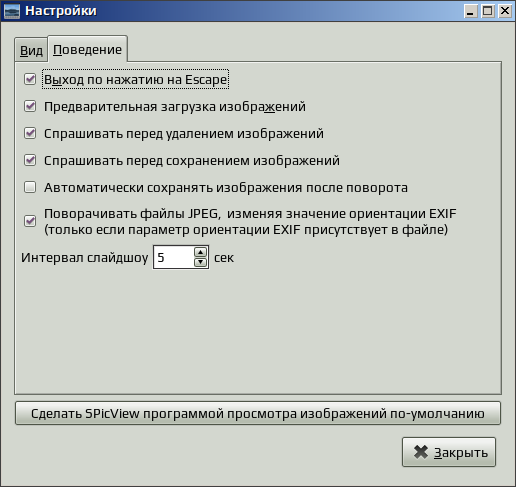 Настройки
Вид
Поведение
Выход по нажатию на Escape
Предварительная загрузка изображений
Спрашивать перед удалением изображений
Спрашивать перед сохранением изображений
Автоматически сохранять изображения после поворота
Поворачивать файлы JPEG, изменяя значение ориентации EXIF
(только если параметр ориентации EXIF присутствует в файле)
Интервал слайдшоу 5 сек
Сделать SPicView программой просмотра изображений по-умолчанию
Закрыть